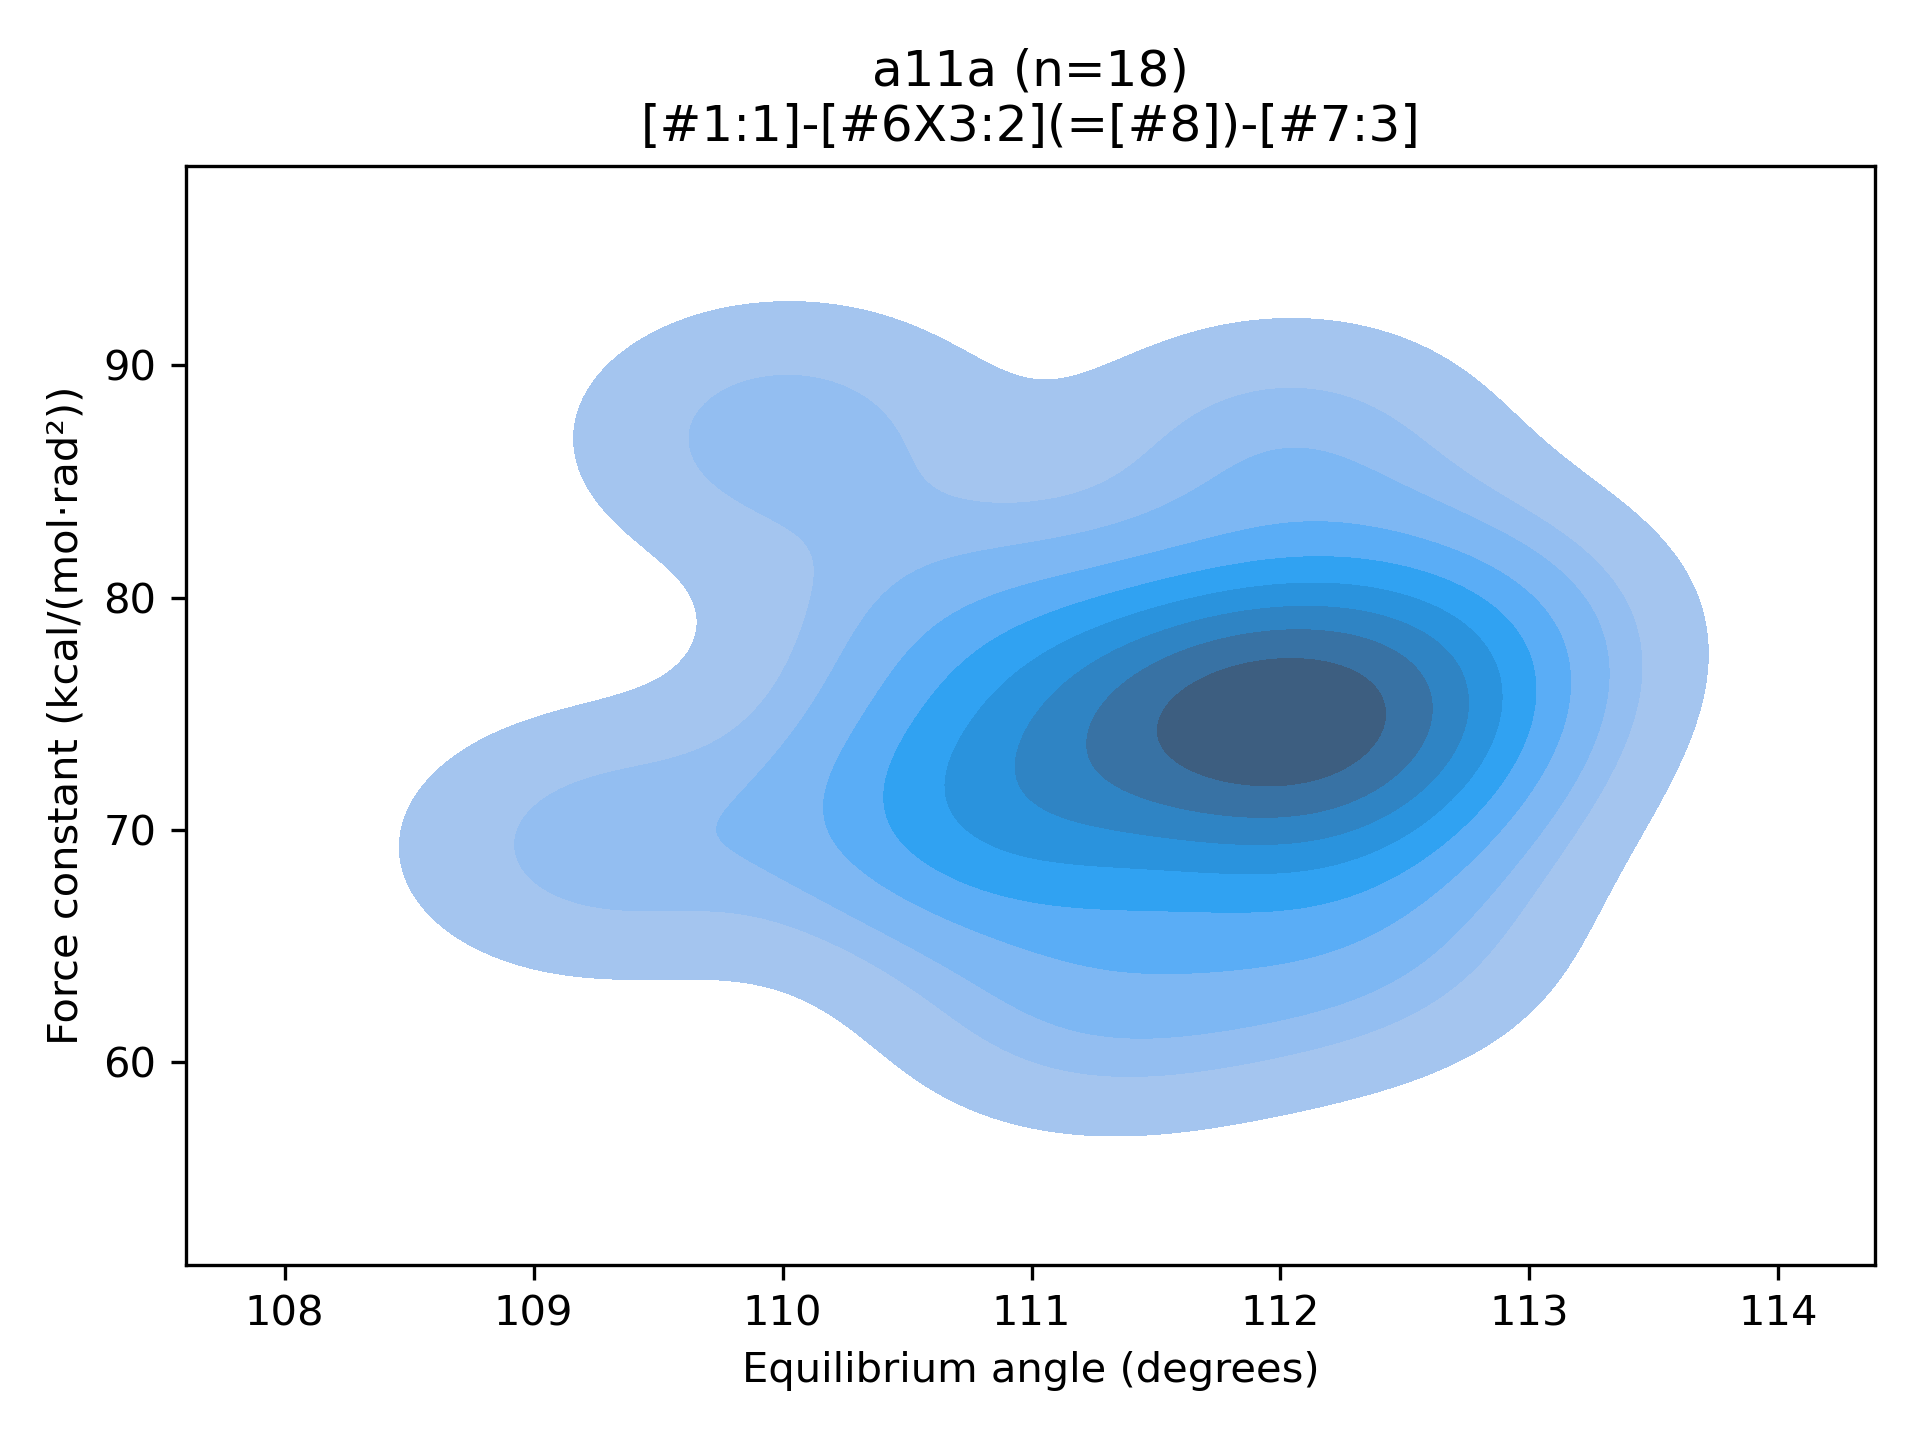 a11a (n=18)
[#1:1]-[#6X3:2](=[#8])-[#7:3]
Force constant (kcal/(mol·rad²))
90
80
70
60
108 109 110 111 112 113 114
Equilibrium angle (degrees)